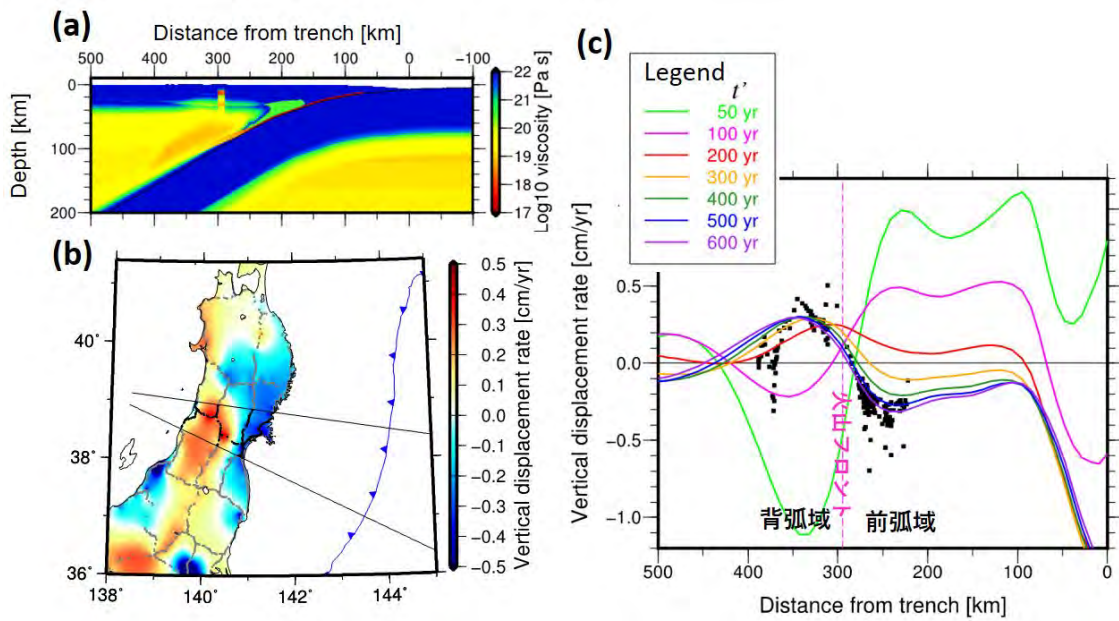 (a)
Distance from trench [km]
500 400 300 200 100 0 −100
0
100
200
Depth [km]
22
21
20
19
18
17
Log10 viscosity [Pa s]
(b)
40°
38°
36°
138° 140° 142° 144°
0.5
0.4
0.3
0.2
0.1
0.0
−0.1
−0.2
−0.3
−0.4
−0.5
Vertical displacement rate [cm/yr]
(c)
Legend
t’
50 yr
100 yr
200 yr
300 yr
400 yr
500 yr
600 yr
Vertical displacement rate [cm/yr]
0.5
0.0
−0.5
−1.0
火山フロント
背弧域
前弧域
500 400 300 200 100 0
Distance from trench [km]